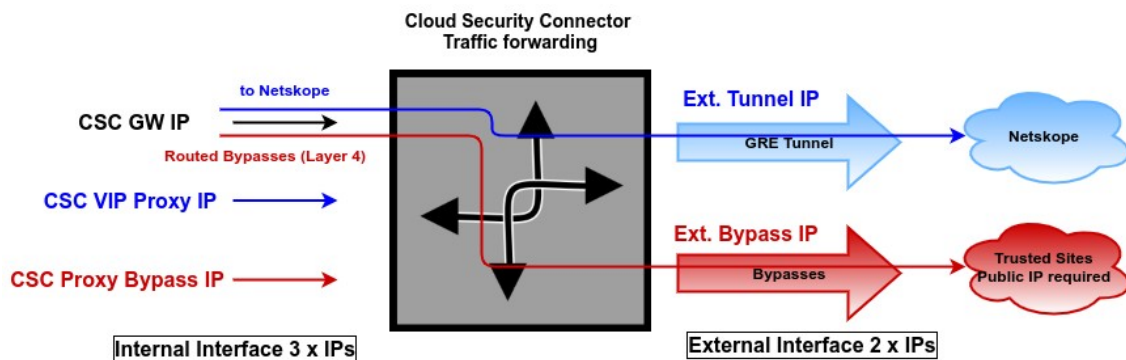 Cloud Security Connector
Traffic forwarding
to Netskope
CSC GW IP
Routed Bypasses (Layer 4)
CSC VIP Proxy IP
CSC Proxy Bypass IP
Internal Interface 3 x IPs
Ext. Tunnel IP
GRE Tunnel
Netskope
Ext. Bypass IP
Bypasses
Trusted Sites
Public IP required
External Interface 2 x IPs